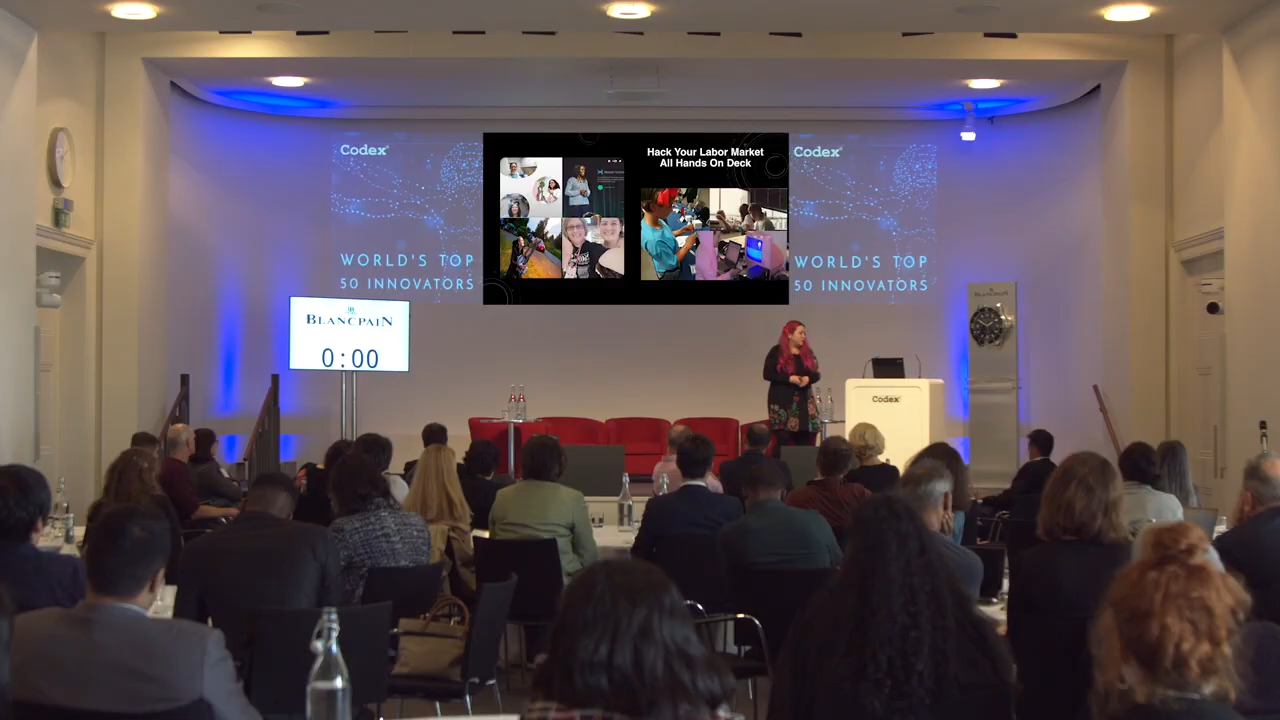 Codex
WORLD'S TOP
50 INNOVATORS
Hack Your Labor Market
All Hands On Deck
Codex
WORLD'S TOP
50 INNOVATORS
BLANCPAIN
0:00
BLANCPAIN
Codex